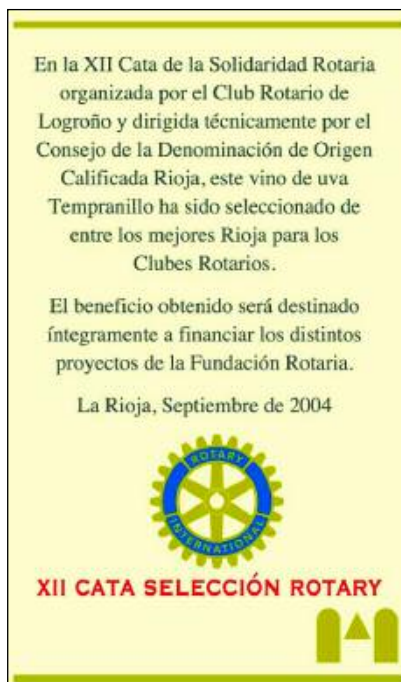 En la XII Cata de la Solidaridad Rotaria
organizada por el Club Rotario de
Logroño y dirigida técnicamente por el
Consejo de la Denominación de Origen
Calificada Rioja, este vino de uva
Tempranillo ha sido seleccionado de
entre los mejores Rioja para los
Clubes Rotarios.
El beneficio obtenido será destinado
íntegramente a financiar los distintos
proyectos de la Fundación Rotaria.
La Rioja, Septiembre de 2004
ROTARY
INTERNATIONAL
XII CATA SELECCIÓN ROTARY